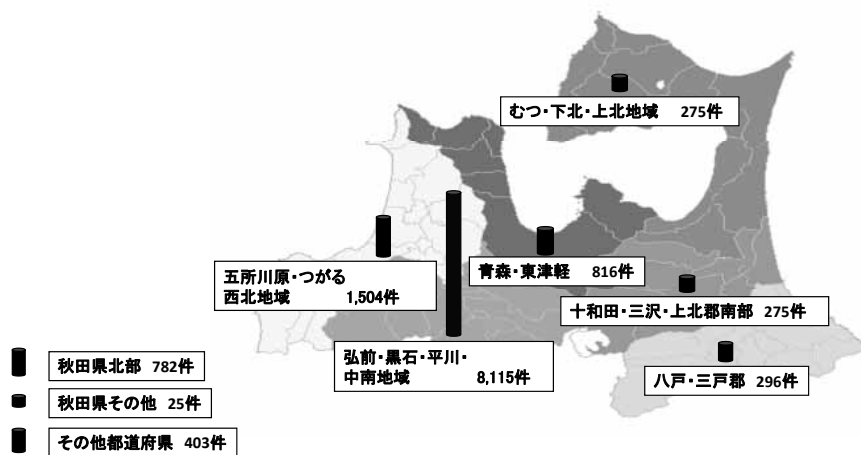 むつ・下北・上北地域 275件
五所川原・つがる
西北地域 1,504件
青森・東津軽 816件
十和田・三沢・上北郡南部 275件
弘前・黒石・平川・
中南地域 8,115件
八戸・三戸郡 296件
秋田県北部 782件
秋田県その他 25件
その他都道府県 403件